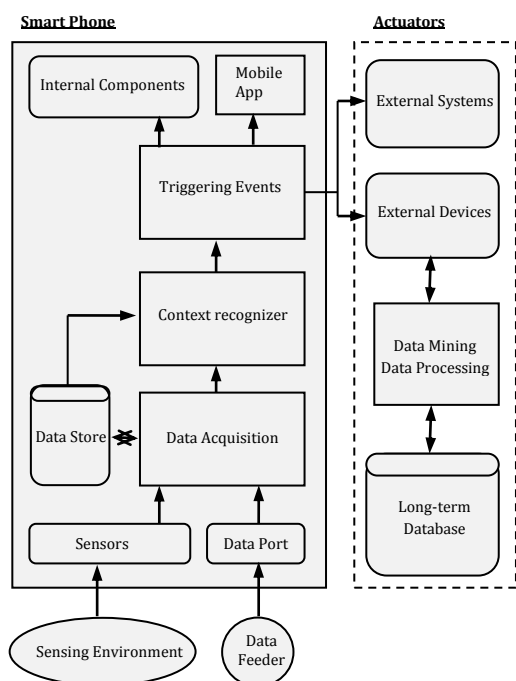 Smart Phone
Internal Components
Mobile
App
Triggering Events
Context recognizer
Data Store
Data Acquisition
Sensors
Data Port
Sensing Environment
Data
Feeder
Actuators
External Systems
External Devices
Data Mining
Data Processing
Long-term
Database